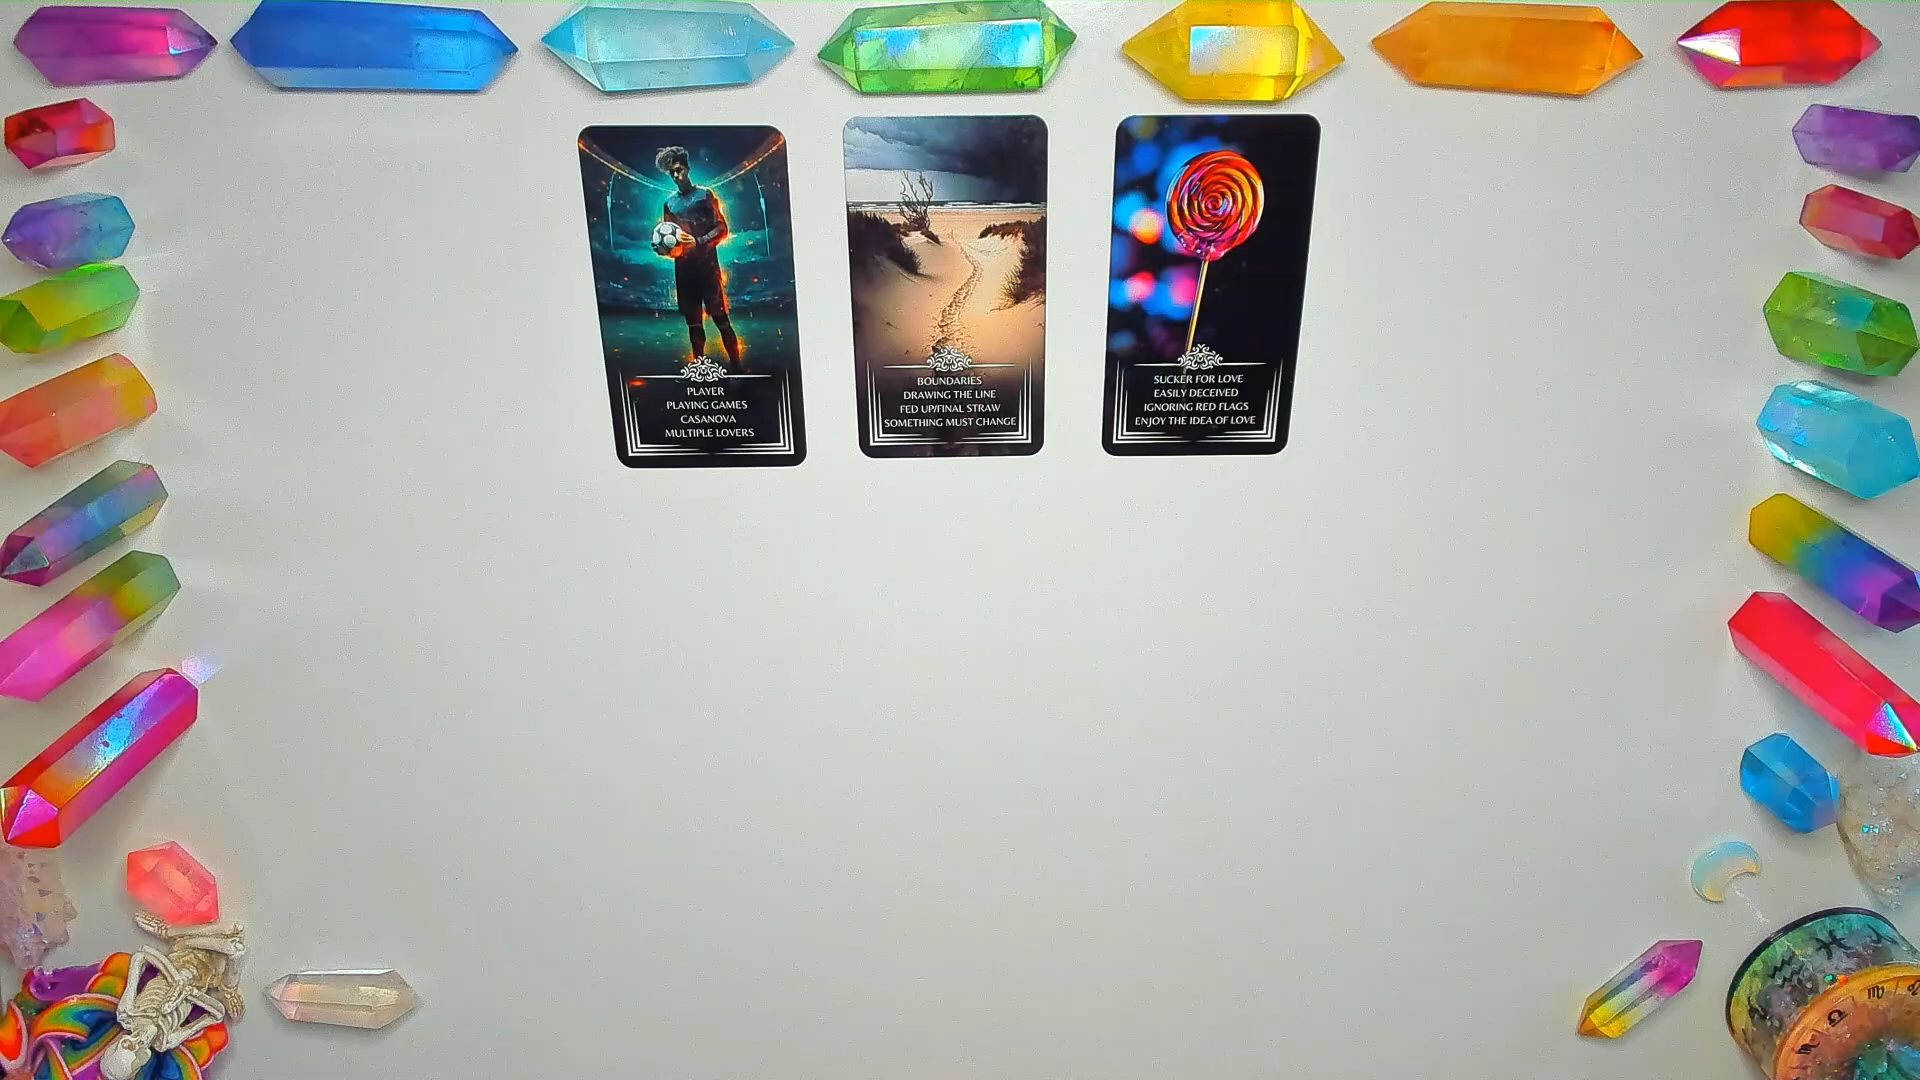 PLAYER
PLAYING GAMES
CASANOVA
MULTIPLE LOVERS
BOUNDARIES
DRAWING THE LINE
FED UP/FINAL STRAW
SOMETHING MUST CHANGE
SUCKER FOR LOVE
EASILY DECEIVED
IGNORING RED FLAGS
ENJOY THE IDEA OF LOVE